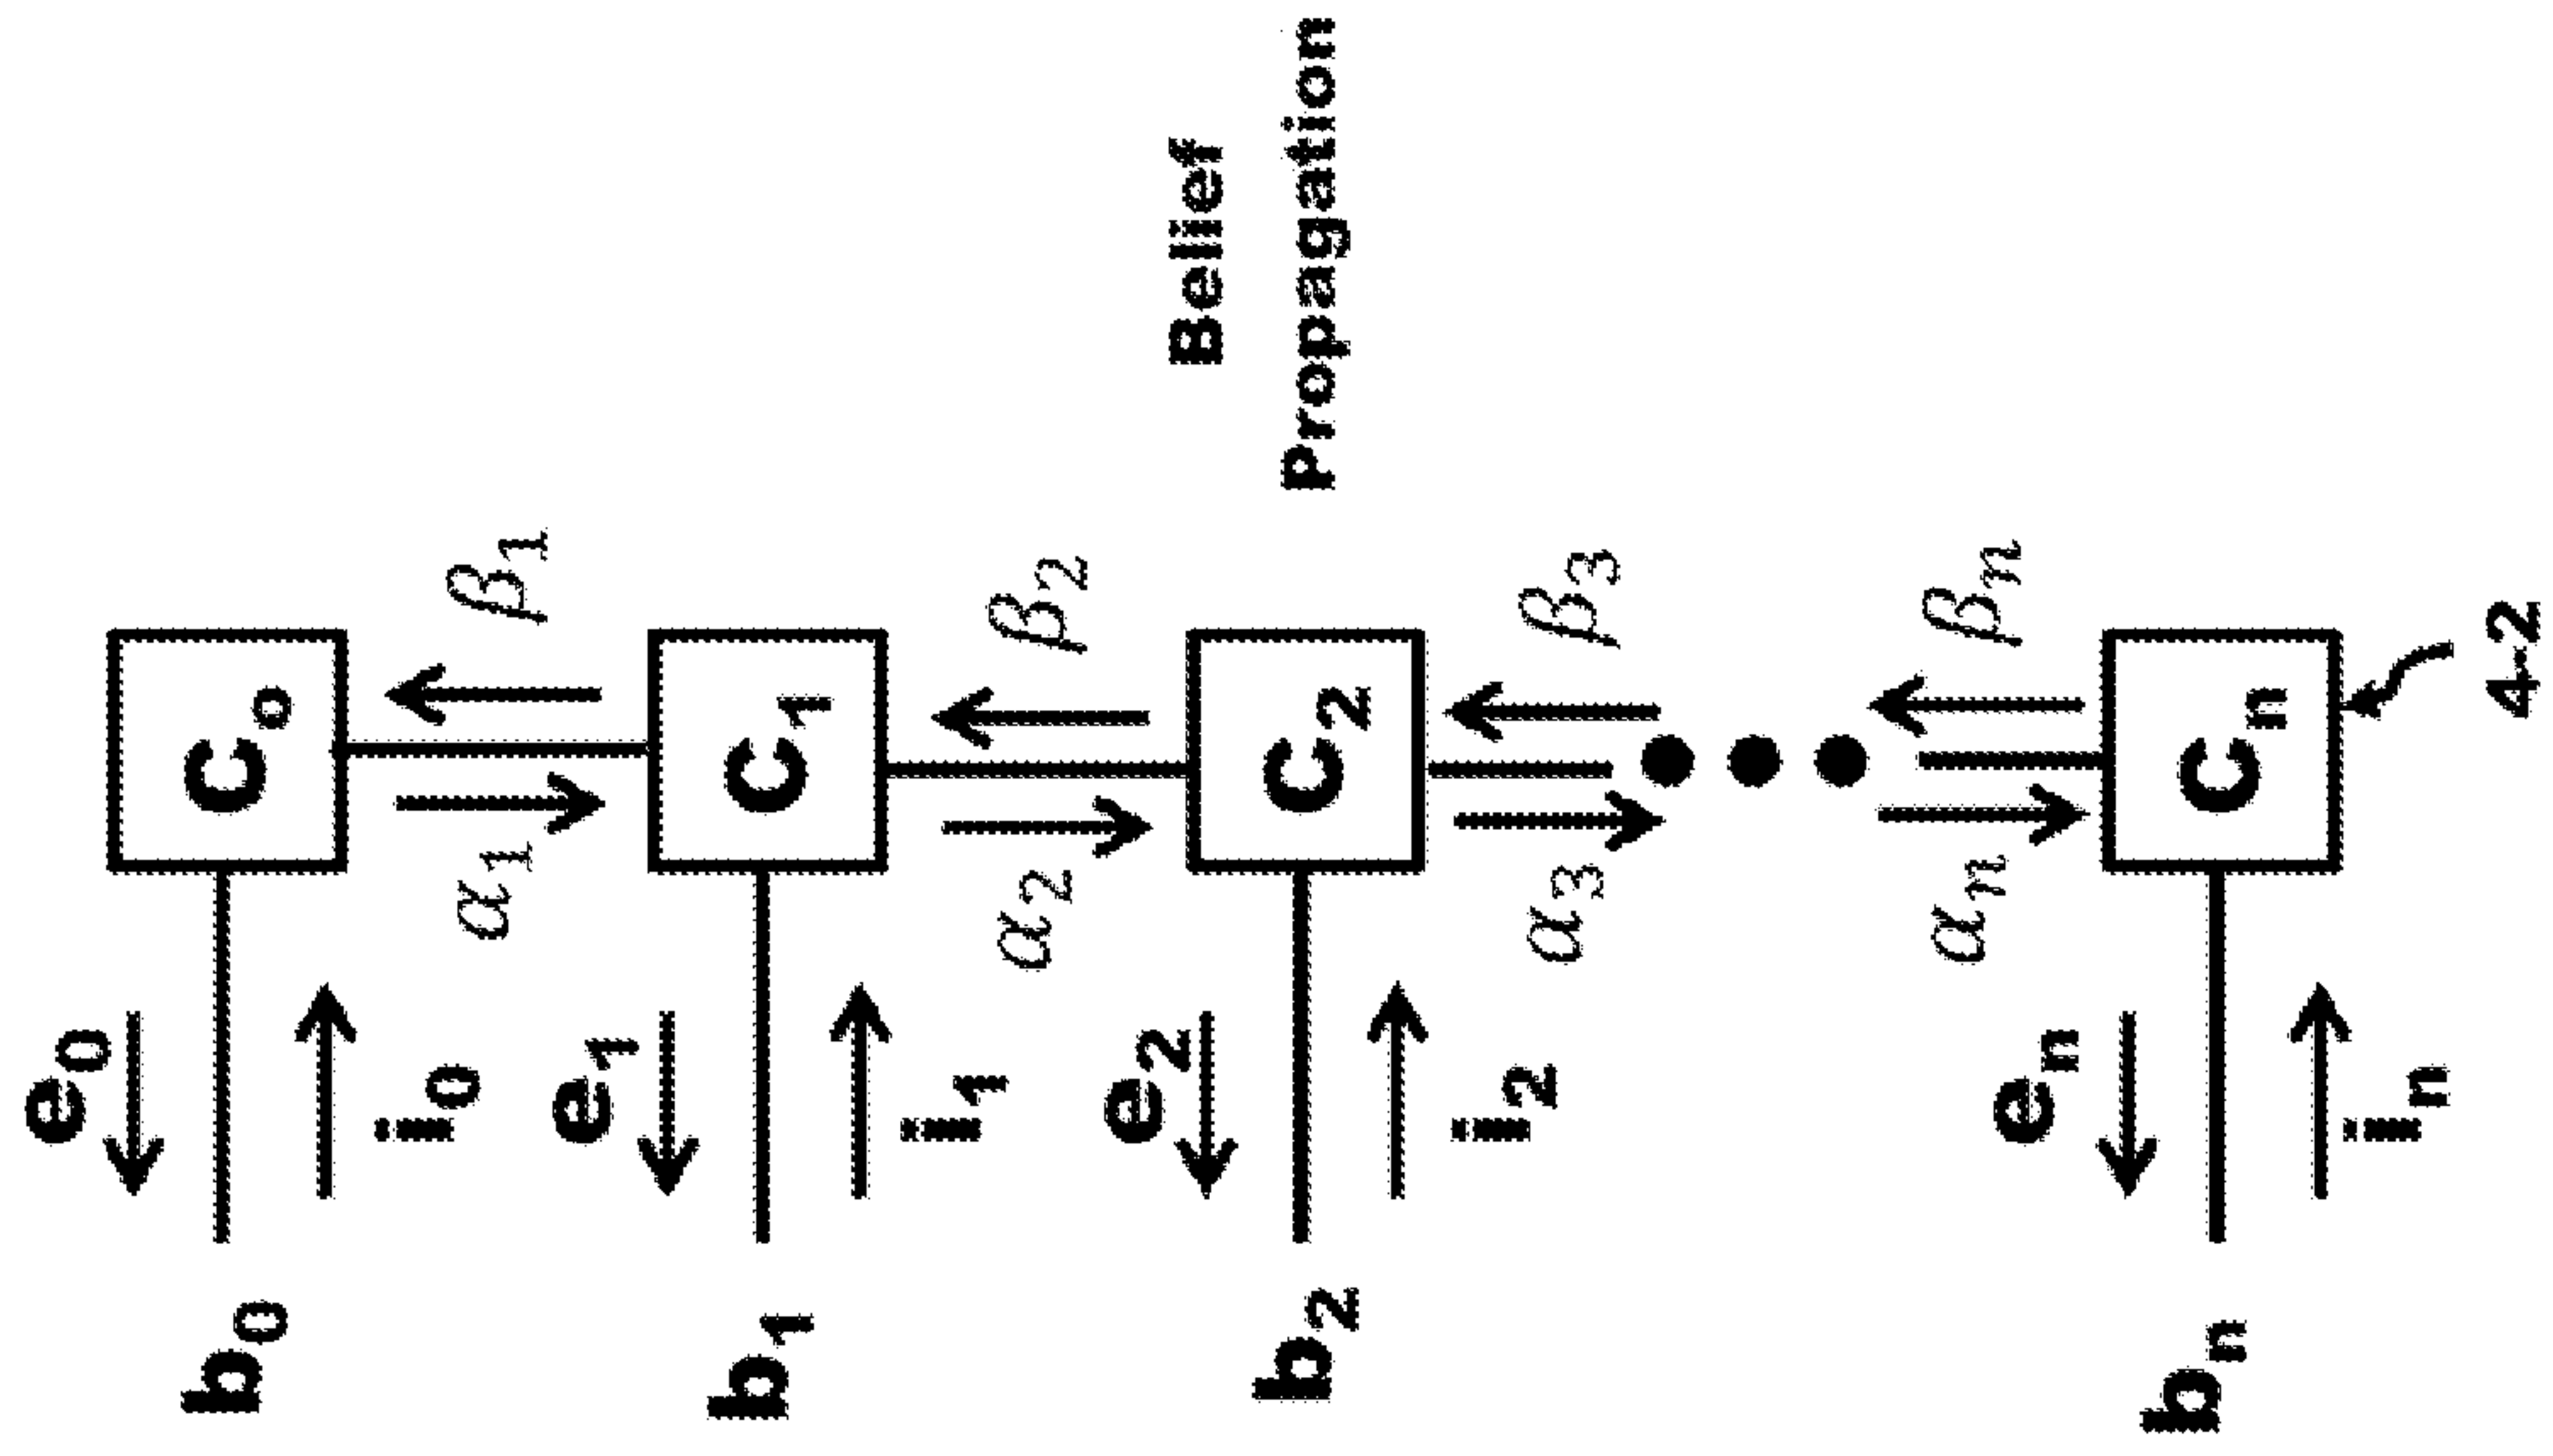 e₀
b₀ Cₒ
i₀
α₁ β₁
e₁
b₁ C₁
i₁
α₂ β₂
e₂
b₂ C₂
i₂
Belief
Propagation
α₃ β₃
αₙ βₙ
eₙ
bₙ Cₙ
iₙ
4-2